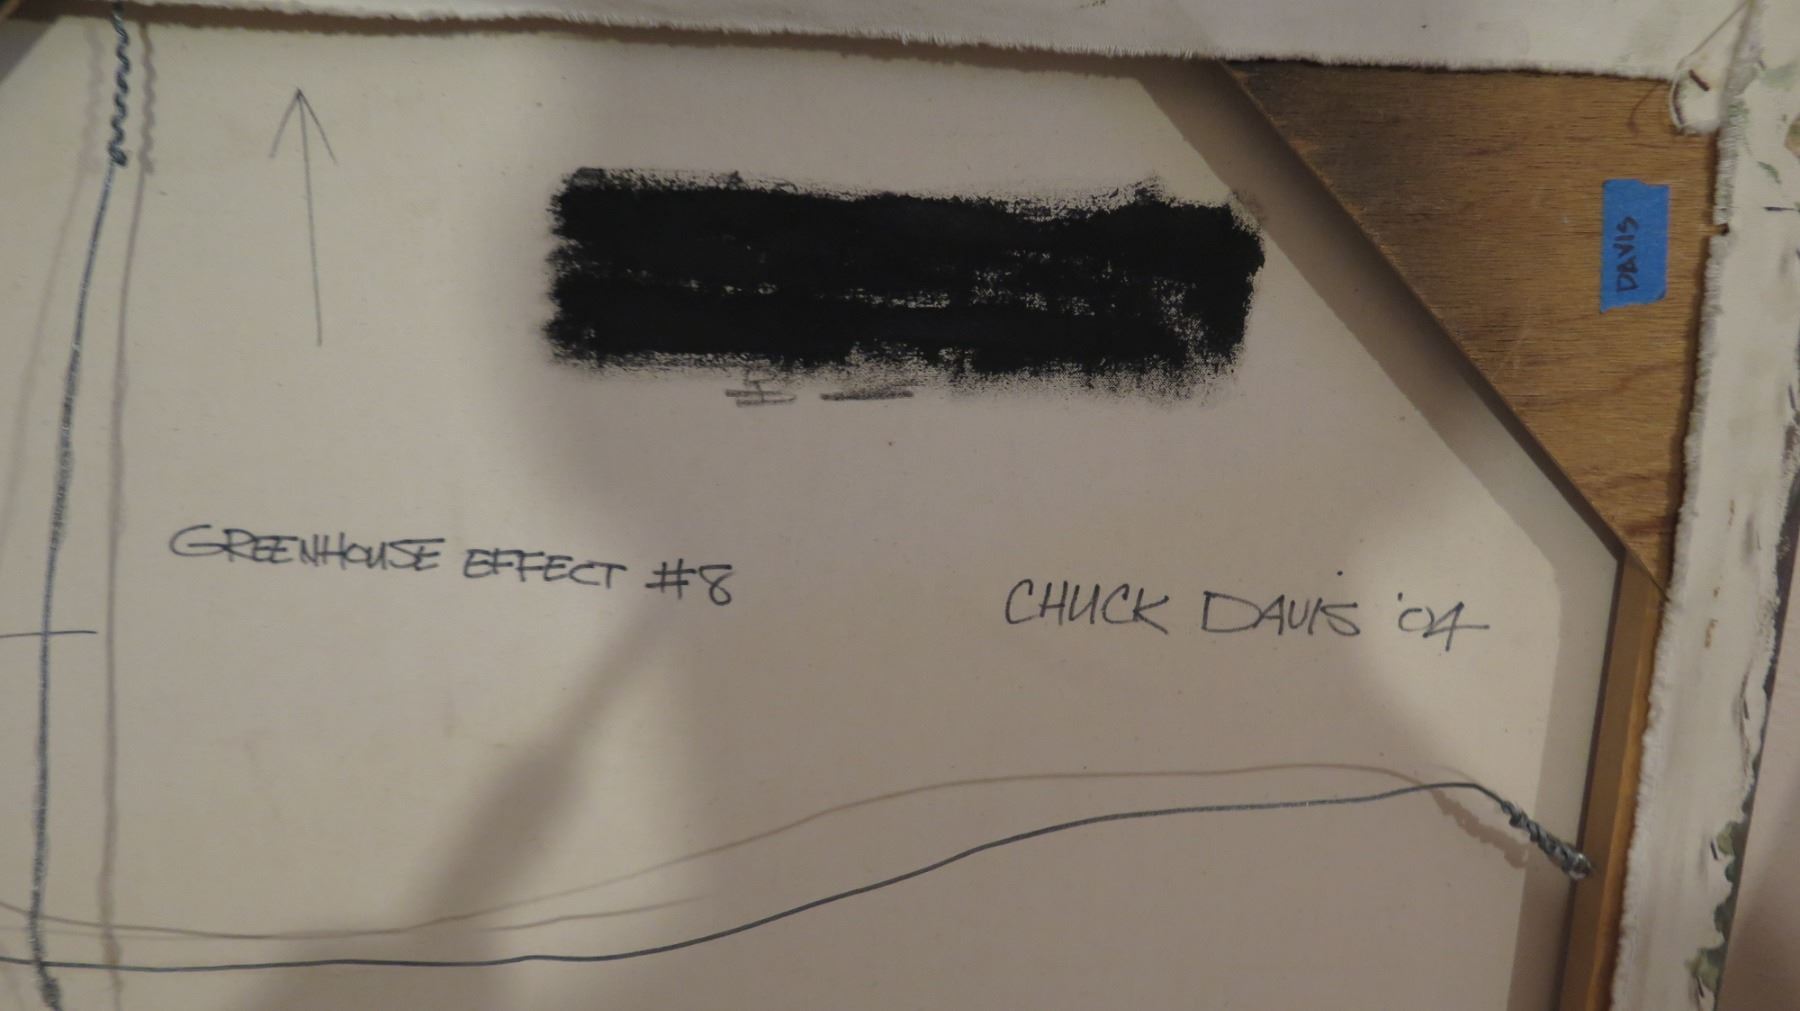 DAVIS
GREENHOUSE EFFECT #8
CHUCK DAVIS '04